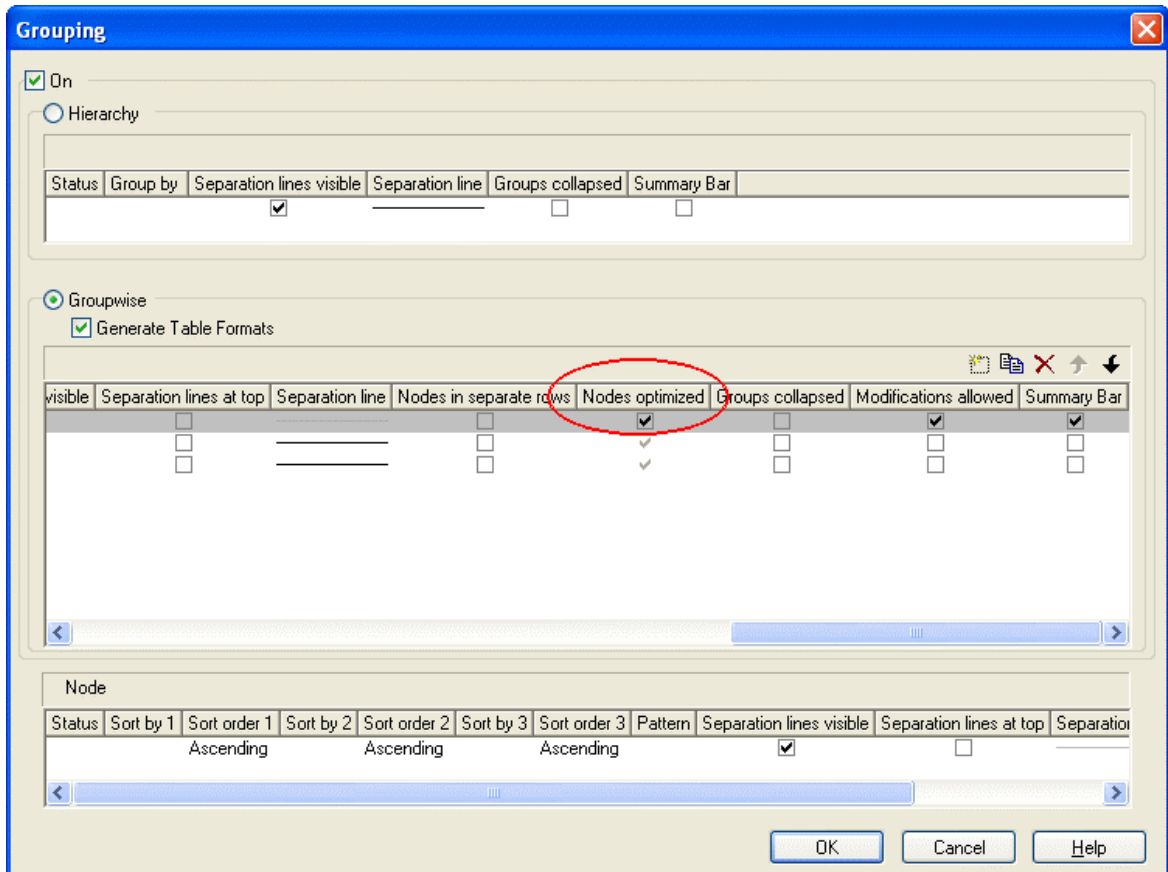 Grouping
On
Hierarchy
Status Group by Separation lines visible Separation line Groups collapsed Summary Bar
Groupwise
Generate Table Formats
visible Separation lines at top Separation line Nodes in separate rows Nodes optimized Groups collapsed Modifications allowed Summary Bar
Node
Status Sort by 1 Sort order 1 Sort by 2 Sort order 2 Sort by 3 Sort order 3 Pattern Separation lines visible Separation lines at top Separation
Ascending Ascending Ascending
OK Cancel Help